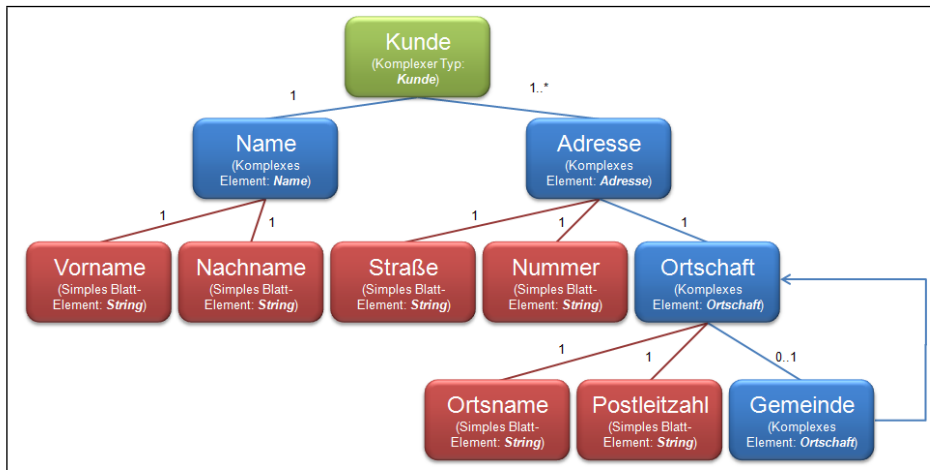 Kunde
(Komplexer Typ:
Kunde)
1
1..*
Name
(Komplexes
Element: Name)
Adresse
(Komplexes
Element: Adresse)
1
1
1
1
1
Vorname
(Simples Blatt-
Element: String)
Nachname
(Simples Blatt-
Element: String)
Straße
(Simples Blatt-
Element: String)
Nummer
(Simples Blatt-
Element: String)
Ortschaft
(Komplexes
Element: Ortschaft)
1
1
0..1
Ortsname
(Simples Blatt-
Element: String)
Postleitzahl
(Simples Blatt-
Element: String)
Gemeinde
(Komplexes
Element: Ortschaft)